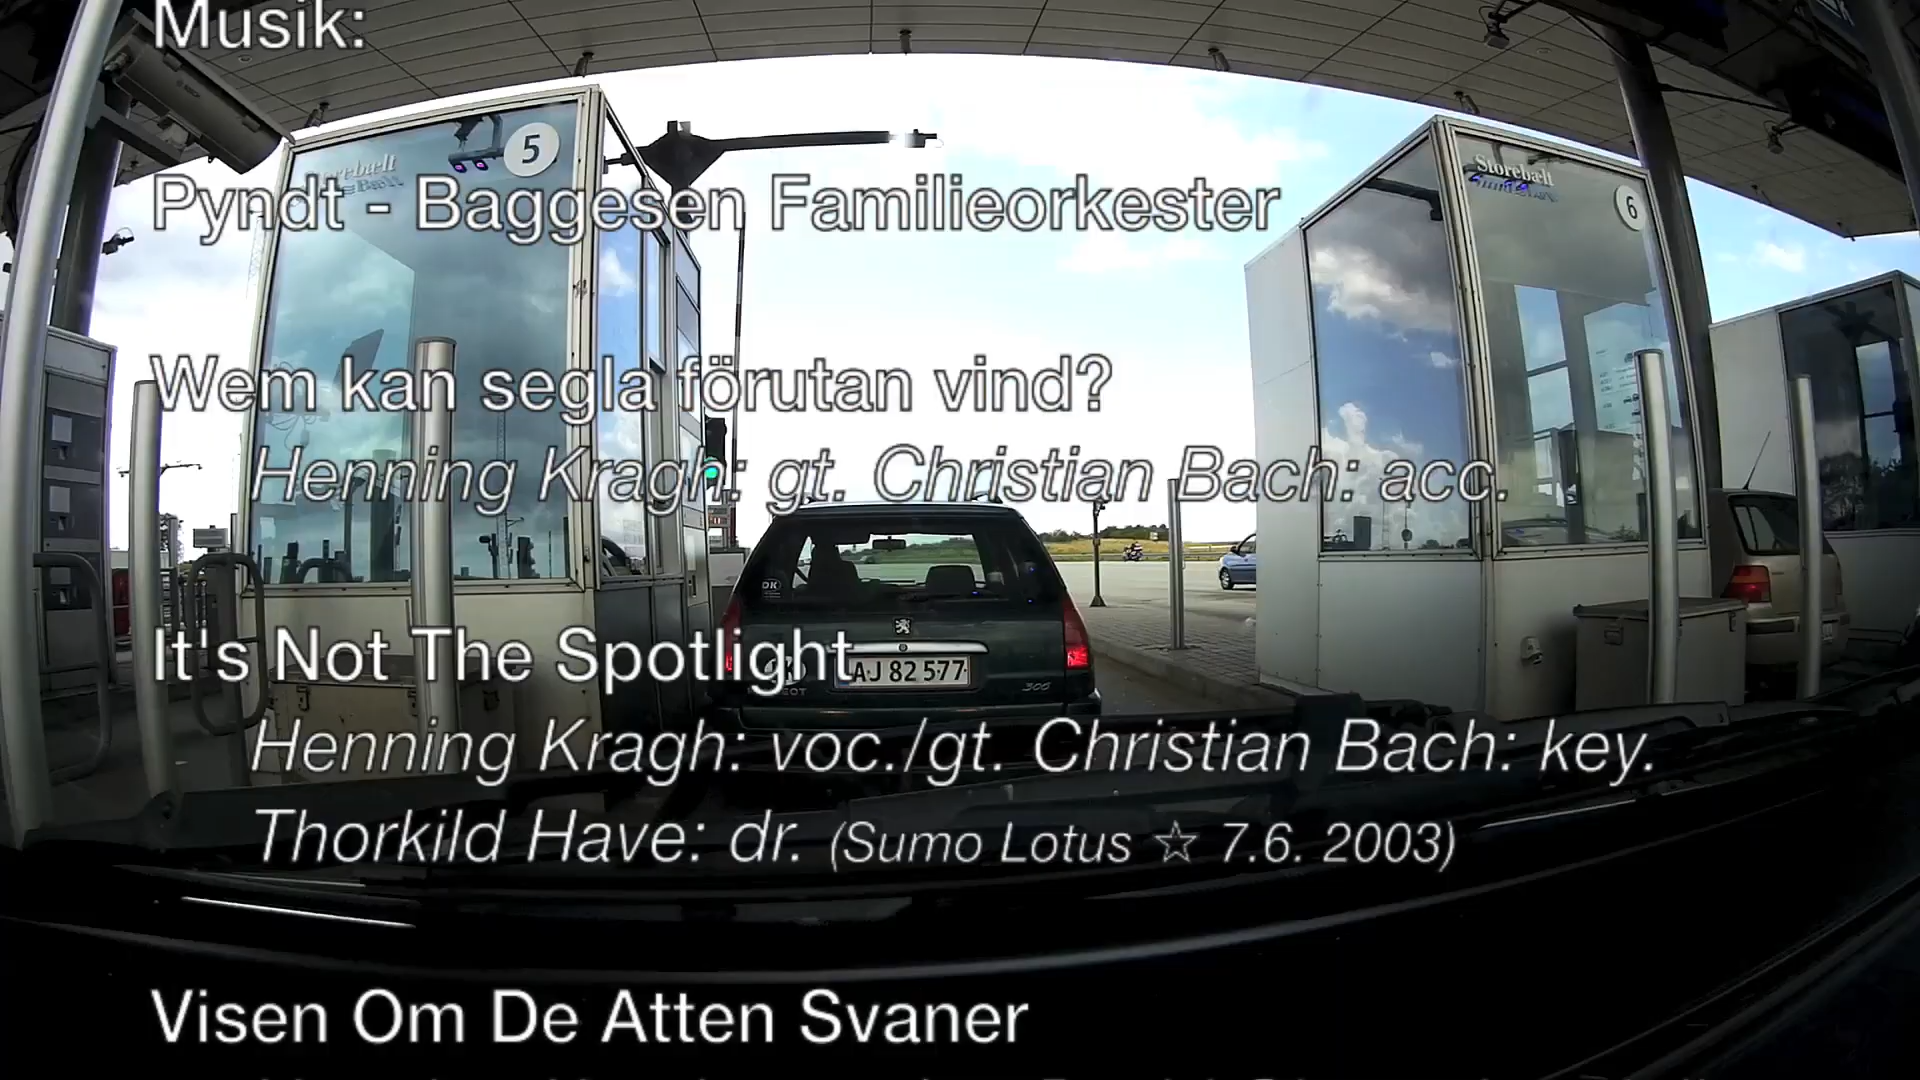 Musik:
5
Storebælt
Storebælt
6
Pyndt - Baggesen Familieorkester
Wem kan segla förutan vind?
Henning Kragh: gt. Christian Bach: acc.
It's Not The Spotlight
AJ 82 577
306
Henning Kragh: voc./gt. Christian Bach: key.
Thorkild Have: dr. (Sumo Lotus ☆ 7.6. 2003)
Visen Om De Atten Svaner